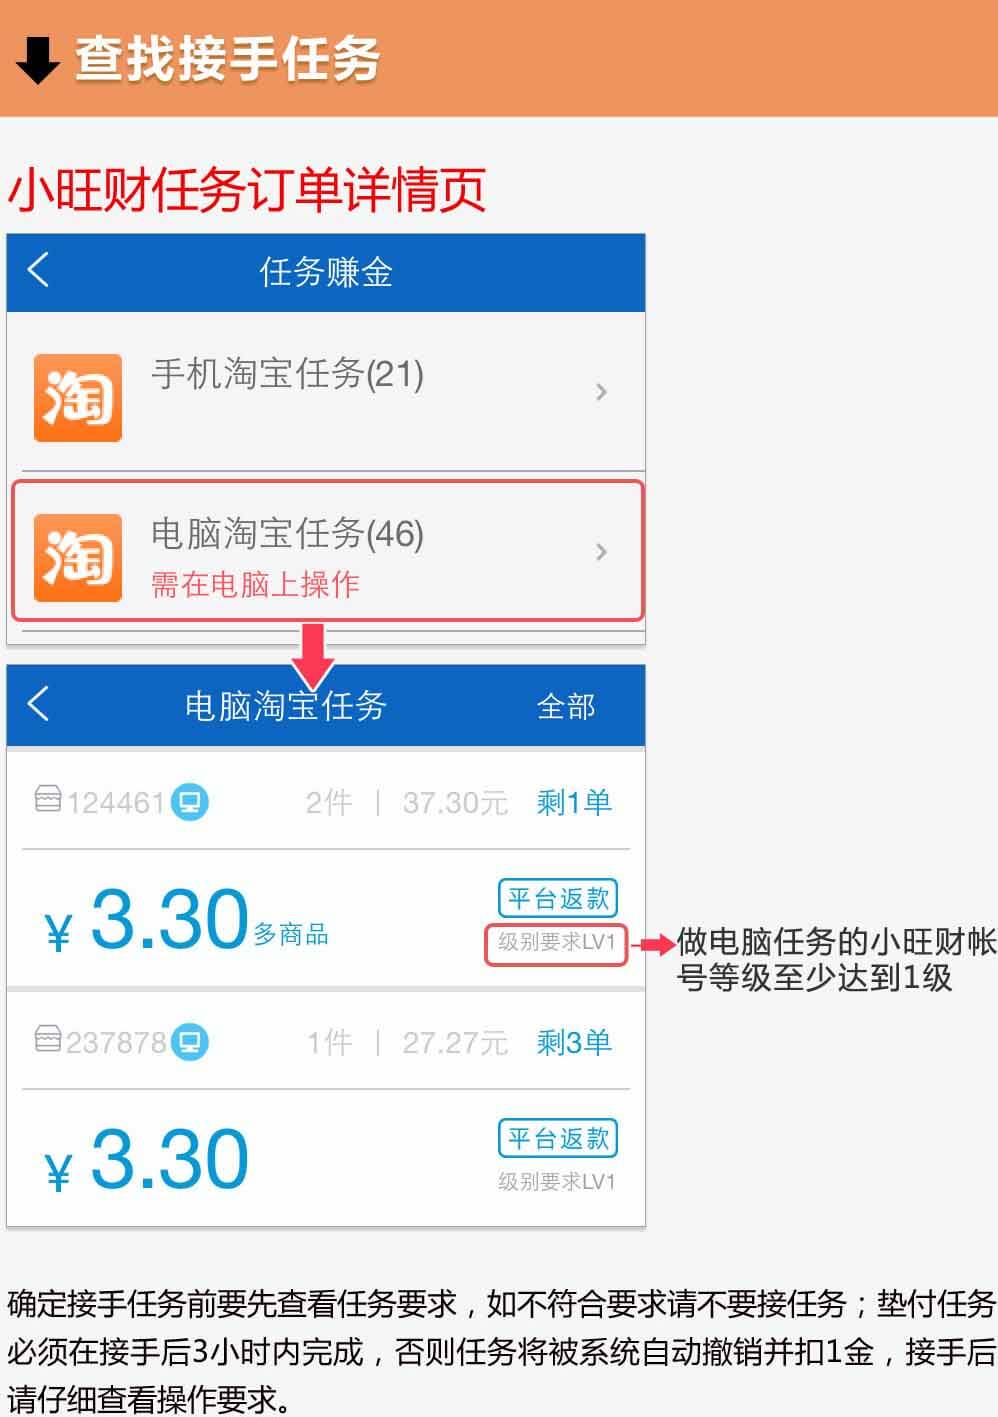 查找接手任务
小旺财任务订单详情页
任务赚金
淘
手机淘宝任务(21)
淘
电脑淘宝任务(46)
需在电脑上操作
电脑淘宝任务 全部
124461 2件 | 37.30元 剩1单
¥ 3.30 多商品
平台返款
级别要求LV1
做电脑任务的小旺财帐
号等级至少达到1级
237878 1件 | 27.27元 剩3单
¥ 3.30
平台返款
级别要求LV1
确定接手任务前要先查看任务要求，如不符合要求请不要接任务；垫付任务
必须在接手后3小时内完成，否则任务将被系统自动撤销并扣1金，接手后
请仔细查看操作要求。